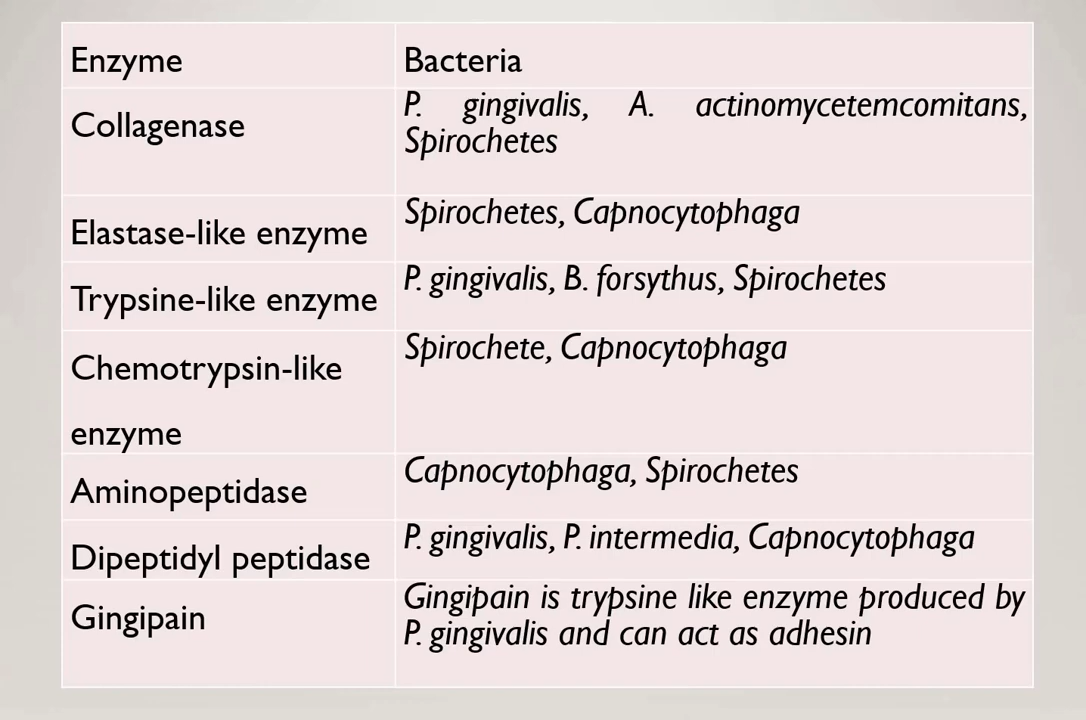 Enzyme
Bacteria
Collagenase
P. gingivalis, A. actinomycetemcomitans,
Spirochetes
Elastase-like enzyme
Spirochetes, Capnocytophaga
Trypsine-like enzyme
P. gingivalis, B. forsythus, Spirochetes
Chemotrypsin-like
enzyme
Spirochete, Capnocytophaga
Aminopeptidase
Capnocytophaga, Spirochetes
Dipeptidyl peptidase
P. gingivalis, P. intermedia, Capnocytophaga
Gingipain
Gingipain is trypsine like enzyme produced by
P. gingivalis and can act as adhesin